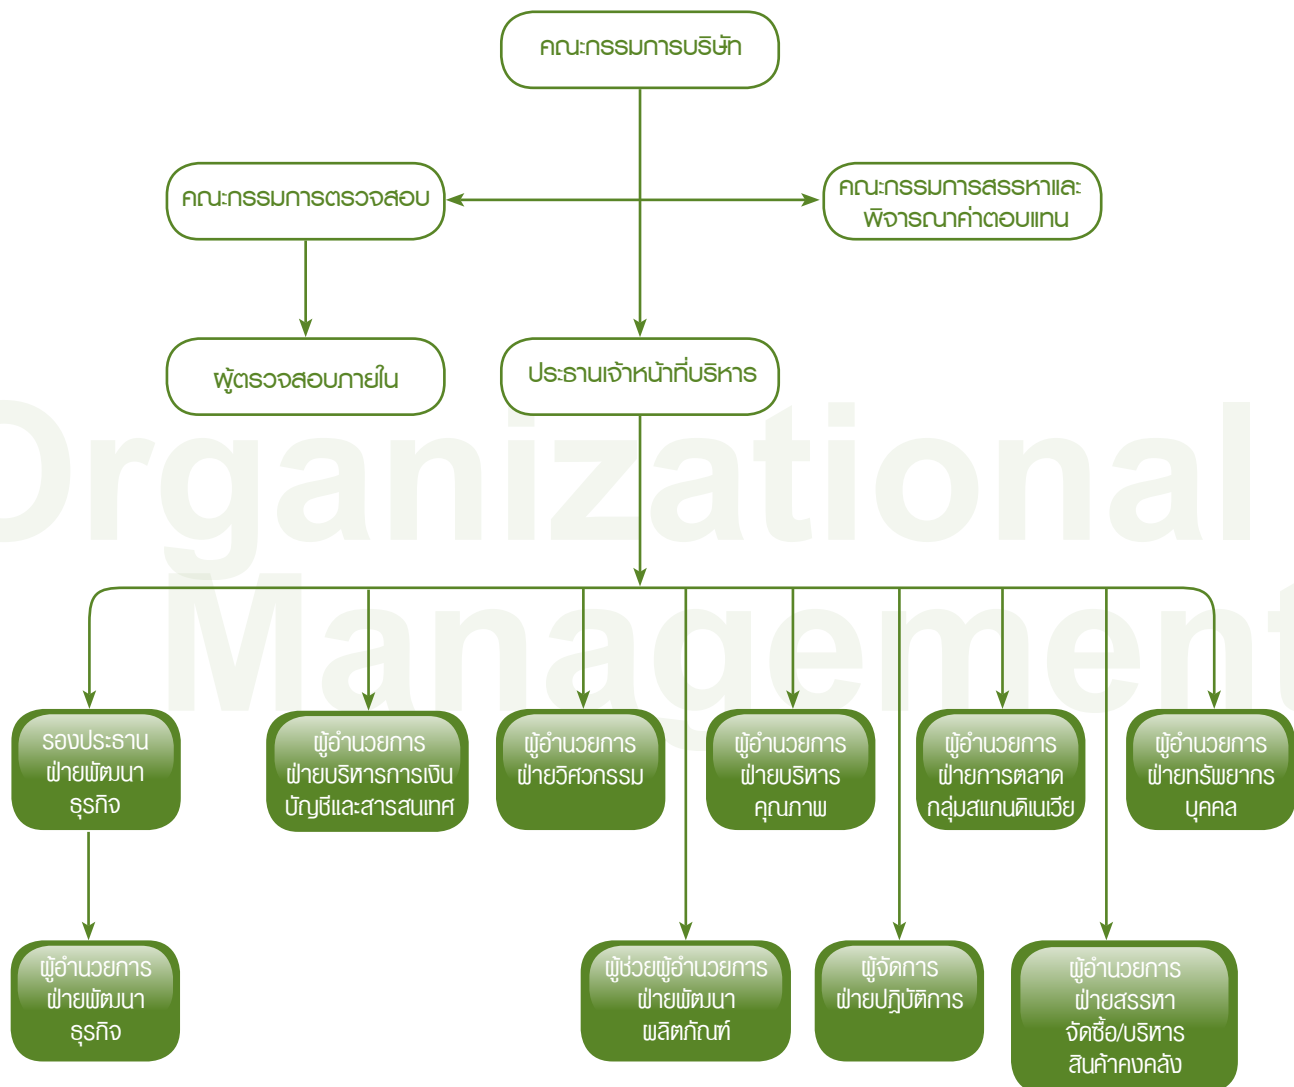 คณะกรรมการบริษัท
คณะกรรมการตรวจสอบ
คณะกรรมการสรรหาและ
พิจารณาค่าตอบแทน
ผู้ตรวจสอบภายใน
ประธานเจ้าหน้าที่บริหาร
Organizational
Management
รองประธาน
ฝ่ายพัฒนา
ธุรกิจ
ผู้อำนวยการ
ฝ่ายบริหารการเงิน
บัญชีและสารสนเทศ
ผู้อำนวยการ
ฝ่ายวิศวกรรม
ผู้อำนวยการ
ฝ่ายบริหาร
คุณภาพ
ผู้อำนวยการ
ฝ่ายการตลาด
กลุ่มสแกนดิเนเวีย
ผู้อำนวยการ
ฝ่ายทรัพยากร
บุคคล
ผู้อำนวยการ
ฝ่ายพัฒนา
ธุรกิจ
ผู้ช่วยผู้อำนวยการ
ฝ่ายพัฒนา
ผลิตภัณฑ์
ผู้จัดการ
ฝ่ายปฏิบัติการ
ผู้อำนวยการ
ฝ่ายสรรหา
จัดซื้อ/บริหาร
สินค้าคงคลัง